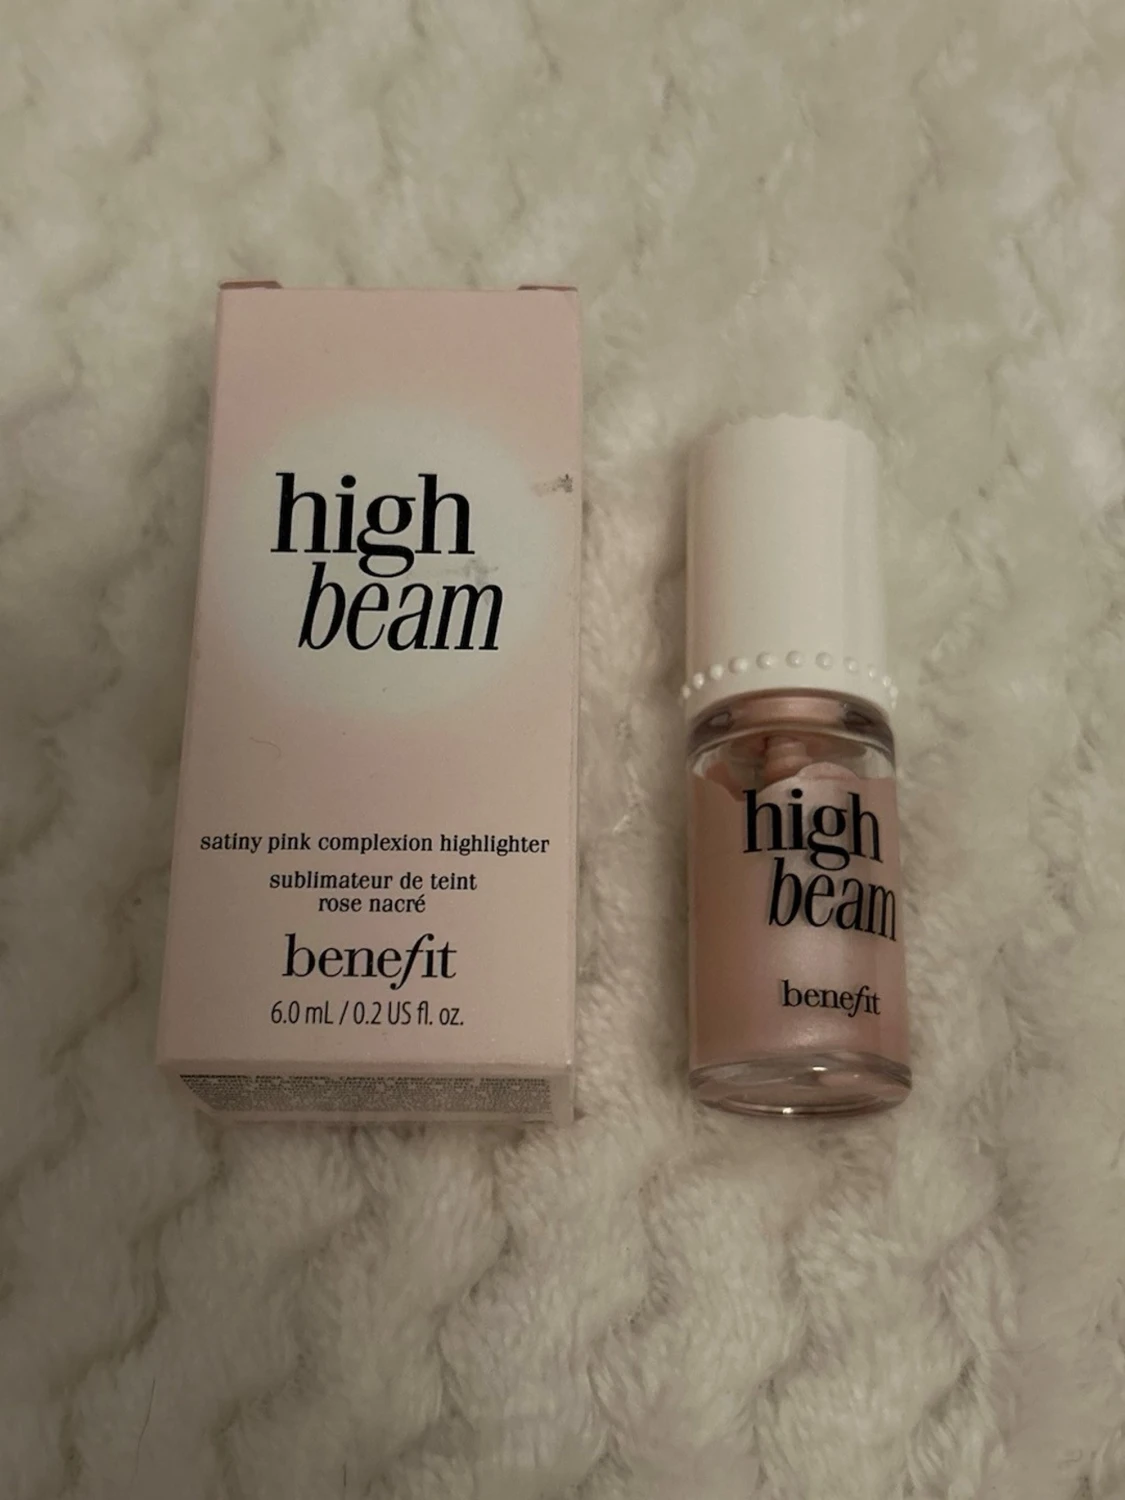 high
beam
satiny pink complexion highlighter
sublimateur de teint
rose nacré
benefit
6.0 mL / 0.2 US fl. oz.
high
beam
benefit